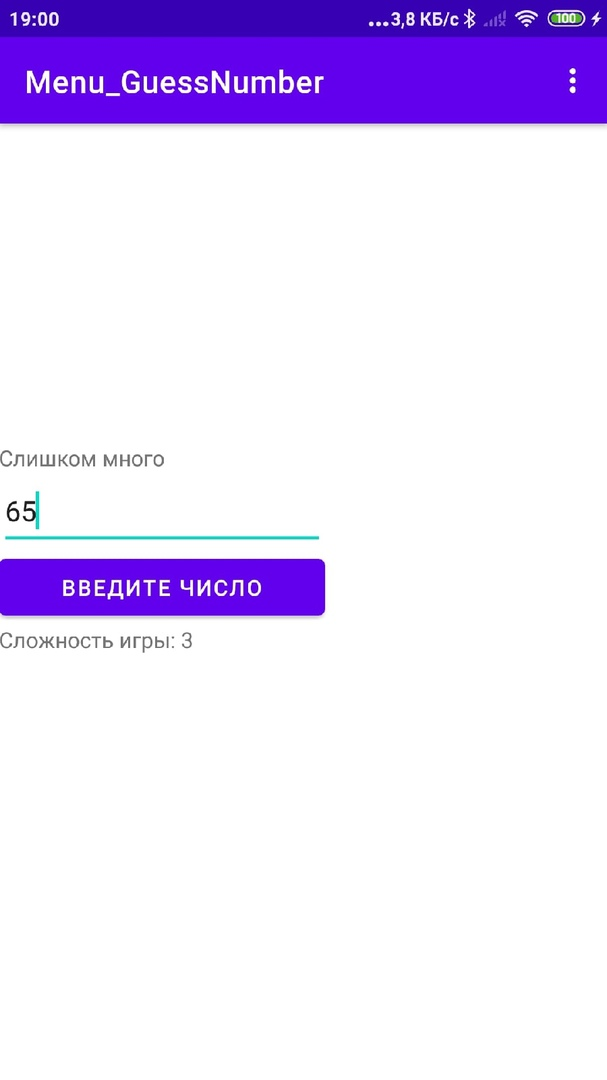 19:00
...3,8 КБ/с 100
Menu_GuessNumber
Слишком много
65
ВВЕДИТЕ ЧИСЛО
Сложность игры: 3